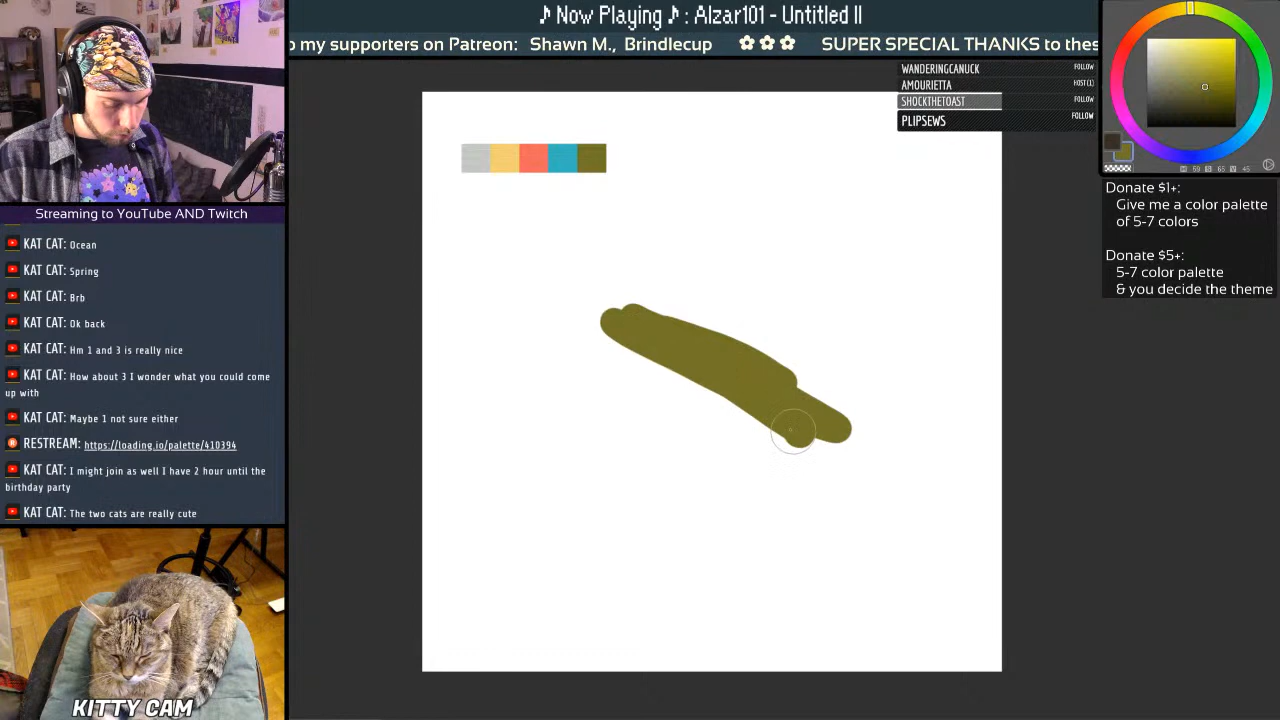 ♪ Now Playing ♪ : Alzar101 - Untitled II
o my supporters on Patreon: Shawn M., Brindlecup ✿ ✿ ✿ SUPER SPECIAL THANKS to thes
WANDERINGCANUCK FOLLOW
AMOURIETTA HOST(1)
SHOCKTHETOAST FOLLOW
PLIPSEWS FOLLOW
Donate $1+:
Give me a color palette
of 5-7 colors
Donate $5+:
5-7 color palette
& you decide the theme
Streaming to YouTube AND Twitch
KAT CAT: Ocean
KAT CAT: Spring
KAT CAT: Brb
KAT CAT: Ok back
KAT CAT: Hm 1 and 3 is really nice
KAT CAT: How about 3 I wonder what you could come
up with
KAT CAT: Maybe 1 not sure either
RESTREAM: https://loading.io/palette/410394
KAT CAT: I might join as well I have 2 hour until the
birthday party
KAT CAT: The two cats are really cute
KITTY CAM